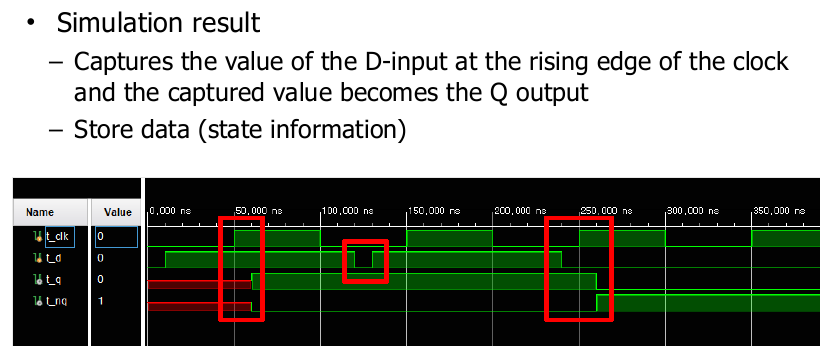 • Simulation result
– Captures the value of the D-input at the rising edge of the clock
and the captured value becomes the Q output
– Store data (state information)
Name Value 0,000 ns 50,000 ns 100,000 ns 150,000 ns 200,000 ns 250,000 ns 300,000 ns 350,000 ns
t_clk 0
t_d 0
t_q 0
t_nq 1